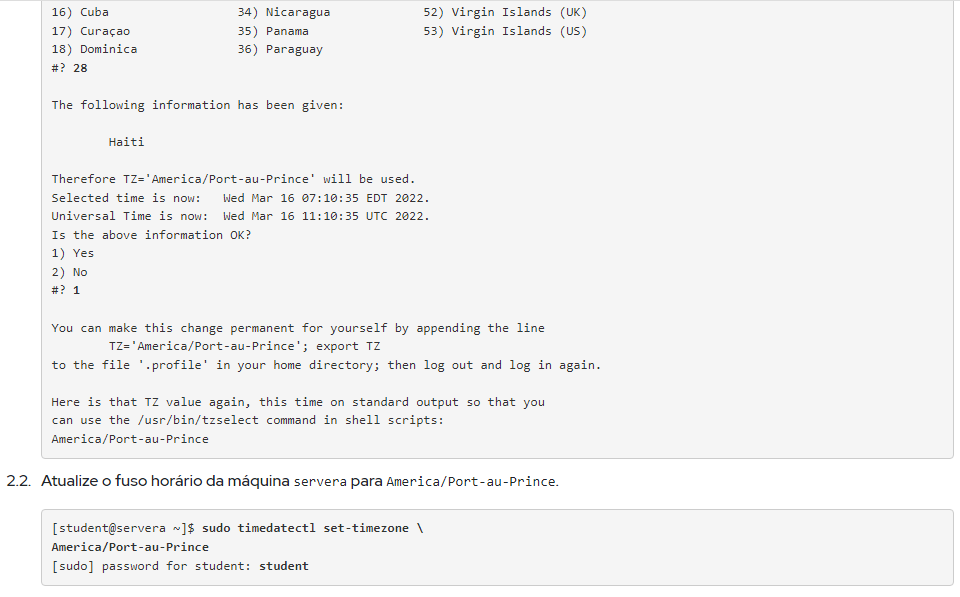 16) Cuba                  34) Nicaragua             52) Virgin Islands (UK)
17) Curaçao               35) Panama                53) Virgin Islands (US)
18) Dominica              36) Paraguay
#? 28
The following information has been given:
        Haiti
Therefore TZ='America/Port-au-Prince' will be used.
Selected time is now:   Wed Mar 16 07:10:35 EDT 2022.
Universal Time is now:  Wed Mar 16 11:10:35 UTC 2022.
Is the above information OK?
1) Yes
2) No
#? 1
You can make this change permanent for yourself by appending the line
        TZ='America/Port-au-Prince'; export TZ
to the file '.profile' in your home directory; then log out and log in again.
Here is that TZ value again, this time on standard output so that you
can use the /usr/bin/tzselect command in shell scripts:
America/Port-au-Prince
2.2. Atualize o fuso horário da máquina servera para America/Port-au-Prince.
[student@servera ~]$ sudo timedatectl set-timezone \
America/Port-au-Prince
[sudo] password for student: student